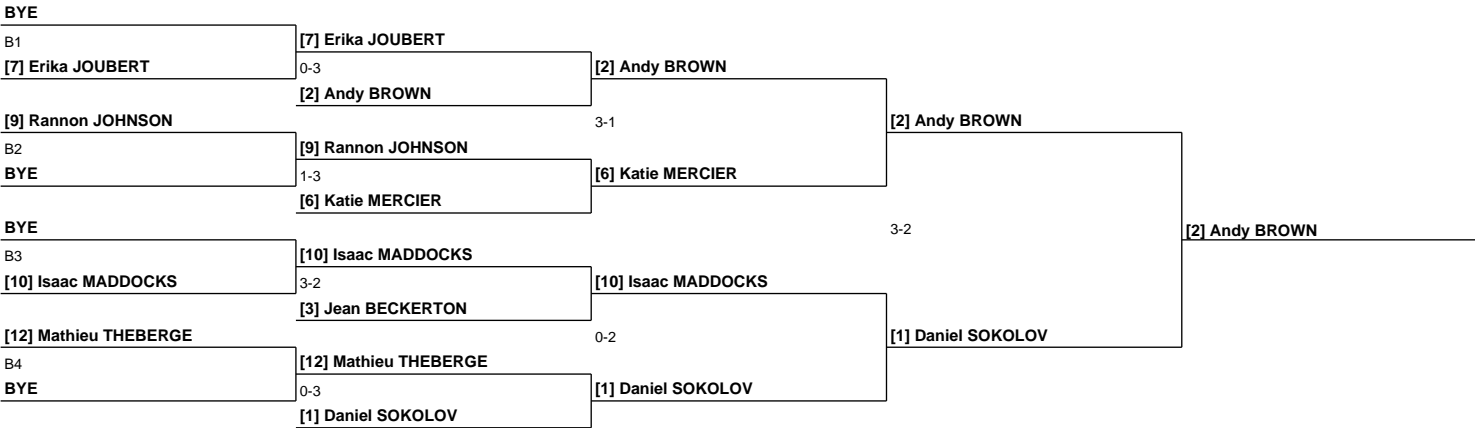 BYE
B1
[7] Erika JOUBERT
[7] Erika JOUBERT
0-3
[2] Andy BROWN
[2] Andy BROWN
[9] Rannon JOHNSON
3-1
[2] Andy BROWN
B2
[9] Rannon JOHNSON
BYE
1-3
[6] Katie MERCIER
[6] Katie MERCIER
BYE
3-2
[2] Andy BROWN
B3
[10] Isaac MADDOCKS
[10] Isaac MADDOCKS
3-2
[10] Isaac MADDOCKS
[3] Jean BECKERTON
[12] Mathieu THEBERGE
0-2
[1] Daniel SOKOLOV
B4
[12] Mathieu THEBERGE
BYE
0-3
[1] Daniel SOKOLOV
[1] Daniel SOKOLOV